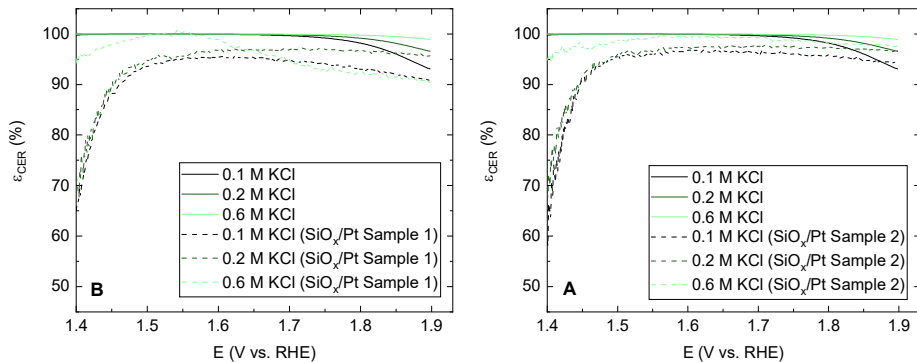 100
90
80
70
60
50
ε_CER (%)
0.1 M KCl
0.2 M KCl
0.6 M KCl
0.1 M KCl (SiO_x/Pt Sample 1)
0.2 M KCl (SiO_x/Pt Sample 1)
0.6 M KCl (SiO_x/Pt Sample 1)
B
1.4 1.5 1.6 1.7 1.8 1.9
E (V vs. RHE)
100
90
80
70
60
50
ε_CER (%)
0.1 M KCl
0.2 M KCl
0.6 M KCl
0.1 M KCl (SiO_x/Pt Sample 2)
0.2 M KCl (SiO_x/Pt Sample 2)
0.6 M KCl (SiO_x/Pt Sample 2)
A
1.4 1.5 1.6 1.7 1.8 1.9
E (V vs. RHE)